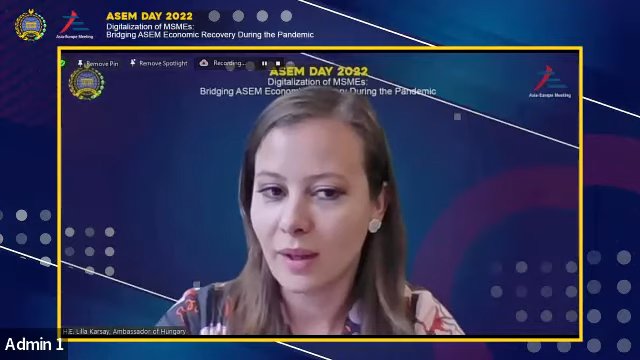 ASEM DAY 2022
Digitalization of MSMEs:
Bridging ASEM Economic Recovery During the Pandemic
Asia-Europe Meeting
Remove Pin
Remove Spotlight
Recording...
ASEM DAY 2022
Digitalization of MSMEs:
Bridging ASEM Economic Recovery During the Pandemic
Asia-Europe Meeting
H.E. Lilla Karsay, Ambassador of Hungary
Admin 1